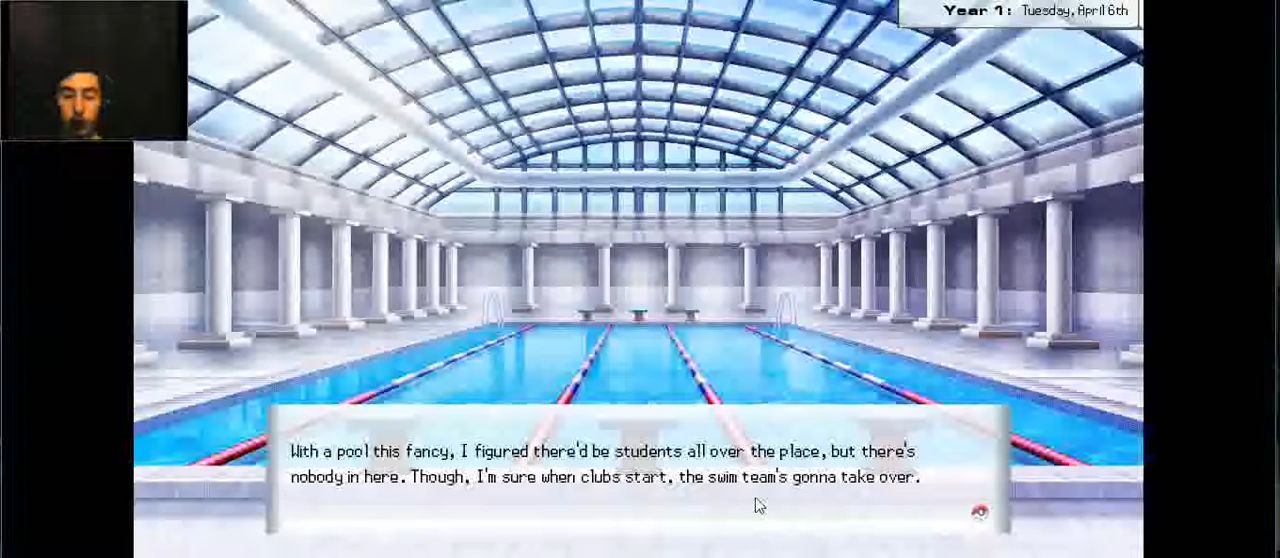 Year 1: Tuesday, April 6th
With a pool this fancy, I figured there'd be students all over the place, but there's
nobody in here. Though, I'm sure when clubs start, the swim team's gonna take over.